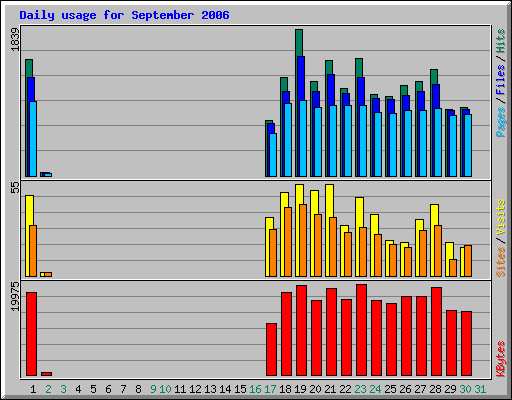 Daily usage for September 2006
1839
Pages / Files / Hits
55
Sites / Visits
19975
KBytes
1 2 3 4 5 6 7 8 9 10 11 12 13 14 15 16 17 18 19 20 21 22 23 24 25 26 27 28 29 30 31